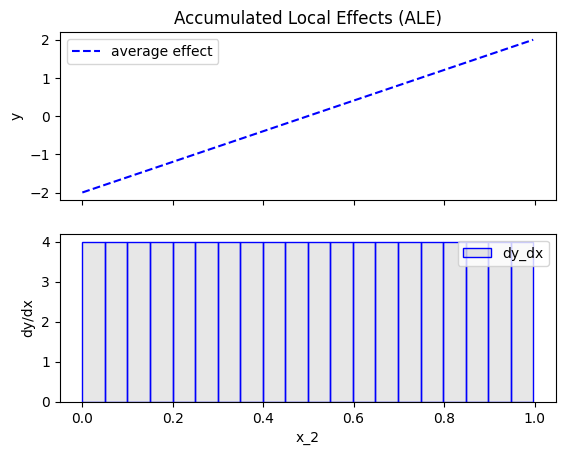 Accumulated Local Effects (ALE)
average effect
2
1
0
−1
−2
y
dy_dx
4
3
2
1
0
dy/dx
0.0 0.2 0.4 0.6 0.8 1.0
x_2